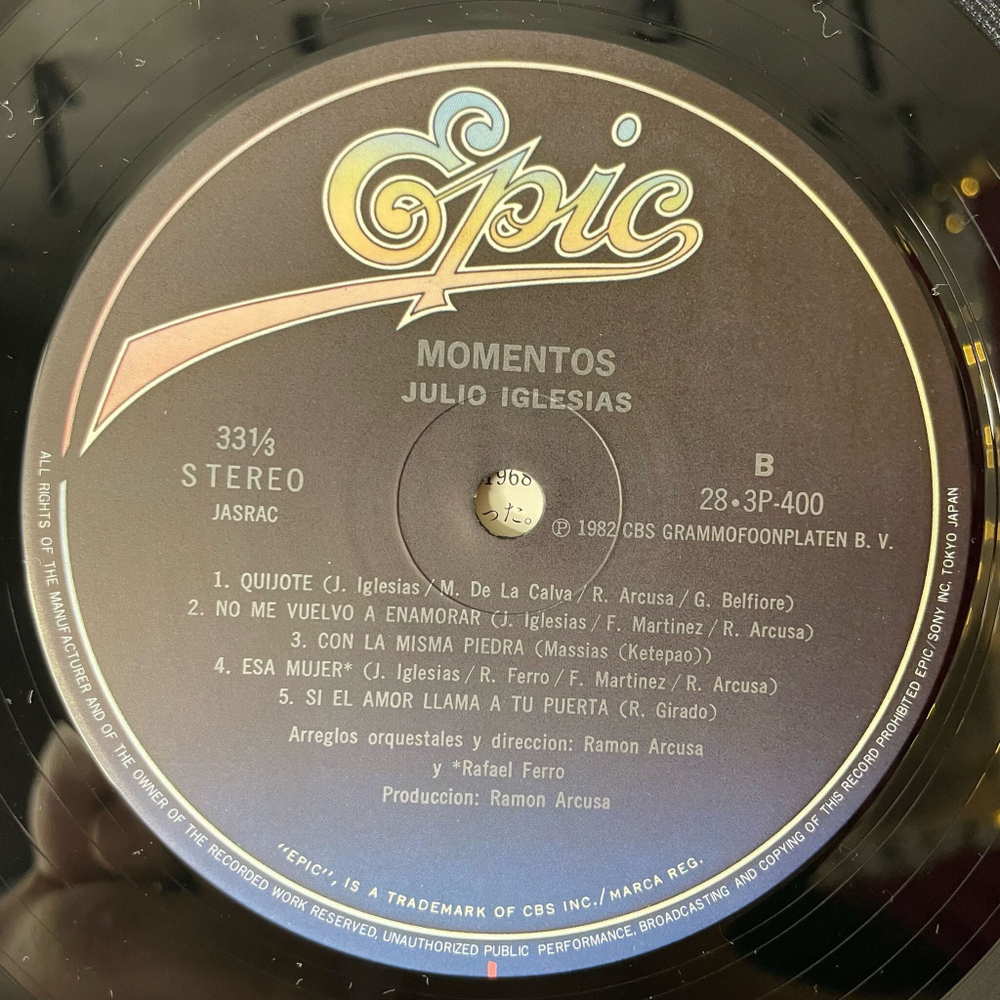 Epic
MOMENTOS
JULIO IGLESIAS
33⅓
STEREO
JASRAC
B
28•3P-400
1968
った。
℗ 1982 CBS GRAMMOFOONPLATEN B. V.
1. QUIJOTE (J. Iglesias / M. De La Calva / R. Arcusa / G. Belfiore)
2. NO ME VUELVO A ENAMORAR (J. Iglesias / F. Martinez / R. Arcusa)
3. CON LA MISMA PIEDRA (Massias (Ketepao))
4. ESA MUJER* (J. Iglesias / R. Ferro / F. Martinez / R. Arcusa)
5. SI EL AMOR LLAMA A TU PUERTA (R. Girado)
Arreglos orquestales y direccion: Ramon Arcusa
y *Rafael Ferro
Produccion: Ramon Arcusa
"EPIC", IS A TRADEMARK OF CBS INC./MARCA REG.
ALL RIGHTS OF THE MANUFACTURER AND OF THE OWNER OF THE RECORDED WORK RESERVED. UNAUTHORIZED PUBLIC PERFORMANCE, BROADCASTING AND COPYING OF THIS RECORD PROHIBITED EPIC/SONY INC, TOKYO JAPAN